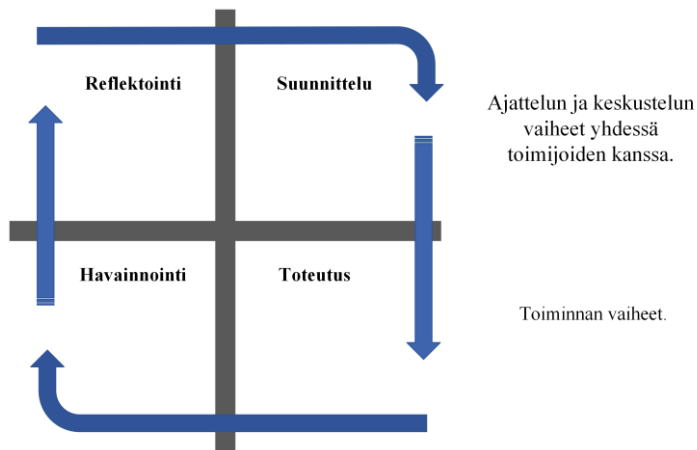 Reflektointi
Suunnittelu
Ajattelun ja keskustelun
vaiheet yhdessä
toimijoiden kanssa.
Havainnointi
Toteutus
Toiminnan vaiheet.